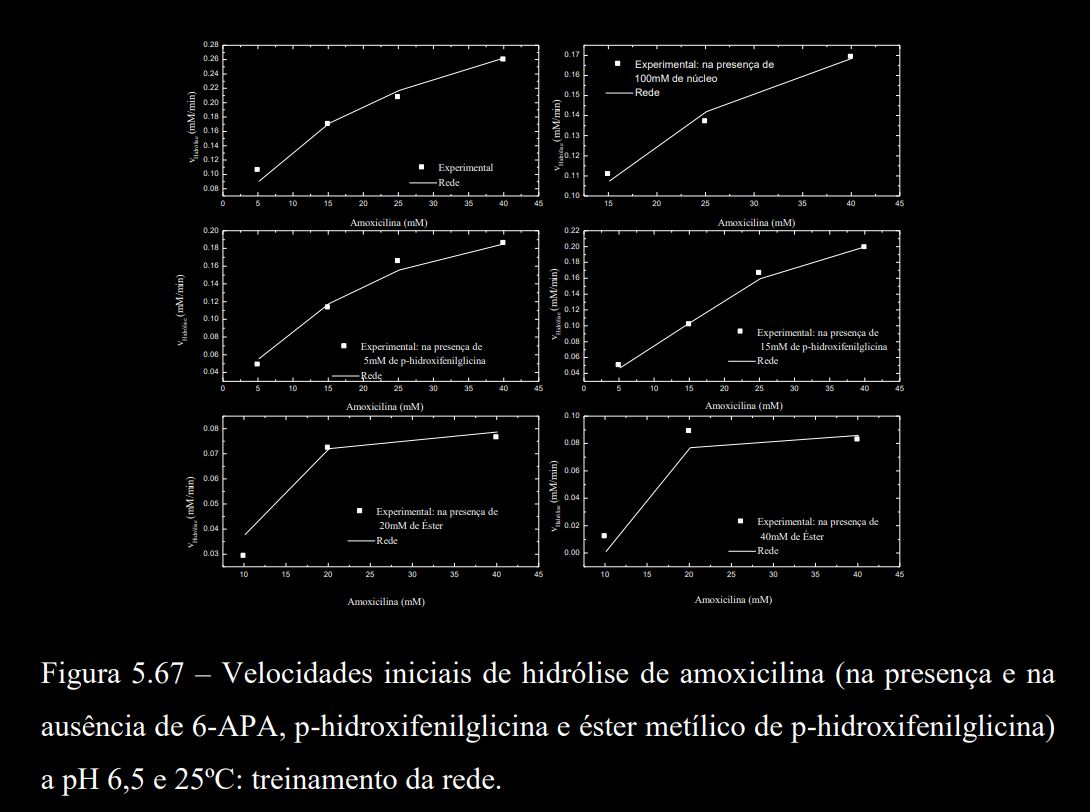 0.28
0.26
0.24
0.22
0.20
0.18
0.16
0.14
0.12
0.10
0.08
vHidrólise (mM/min)
Experimental
Rede
0 5 10 15 20 25 30 35 40 45
Amoxicilina (mM)
0.17
0.16
0.15
0.14
0.13
0.12
0.11
0.10
vHidrólise (mM/min)
Experimental: na presença de
100mM de núcleo
Rede
15 20 25 30 35 40 45
Amoxicilina (mM)
0.20
0.18
0.16
0.14
0.12
0.10
0.08
0.06
0.04
vHidrólise (mM/min)
Experimental: na presença de
5mM de p-hidroxifenilglicina
Rede
0 5 10 15 20 25 30 35 40 45
Amoxicilina (mM)
0.22
0.20
0.18
0.16
0.14
0.12
0.10
0.08
0.06
0.04
vHidrólise (mM/min)
Experimental: na presença de
15mM de p-hidroxifenilglicina
Rede
0 5 10 15 20 25 30 35 40 45
Amoxicilina (mM)
0.08
0.07
0.06
0.05
0.04
0.03
vHidrólise (mM/min)
Experimental: na presença de
20mM de Éster
Rede
10 15 20 25 30 35 40 45
Amoxicilina (mM)
0.10
0.08
0.06
0.04
0.02
0.00
vHidrólise (mM/min)
Experimental: na presença de
40mM de Éster
Rede
10 15 20 25 30 35 40 45
Amoxicilina (mM)
Figura 5.67 – Velocidades iniciais de hidrólise de amoxicilina (na presença e na
ausência de 6-APA, p-hidroxifenilglicina e éster metílico de p-hidroxifenilglicina)
a pH 6,5 e 25ºC: treinamento da rede.